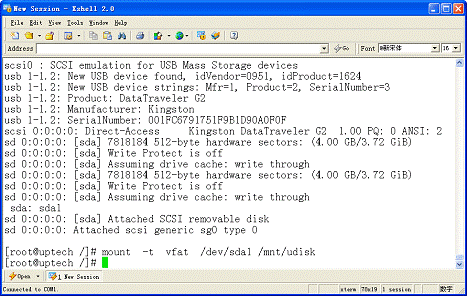 New Session - Xshell 2.0
File Edit View Tools Window Help
Address Go Font 新宋体 16
scsi0 : SCSI emulation for USB Mass Storage devices
usb 1-1.2: New USB device found, idVendor=0951, idProduct=1624
usb 1-1.2: New USB device strings: Mfr=1, Product=2, SerialNumber=3
usb 1-1.2: Product: DataTraveler G2
usb 1-1.2: Manufacturer: Kingston
usb 1-1.2: SerialNumber: 001FC6791751F9B1D90A0F0F
scsi 0:0:0:0: Direct-Access Kingston DataTraveler G2 1.00 PQ: 0 ANSI: 2
sd 0:0:0:0: [sda] 7818184 512-byte hardware sectors: (4.00 GB/3.72 GiB)
sd 0:0:0:0: [sda] Write Protect is off
sd 0:0:0:0: [sda] Assuming drive cache: write through
sd 0:0:0:0: [sda] 7818184 512-byte hardware sectors: (4.00 GB/3.72 GiB)
sd 0:0:0:0: [sda] Write Protect is off
sd 0:0:0:0: [sda] Assuming drive cache: write through
sda: sda1
sd 0:0:0:0: [sda] Attached SCSI removable disk
sd 0:0:0:0: Attached scsi generic sg0 type 0
[root@uptech /]# mount -t vfat /dev/sda1 /mnt/udisk
[root@uptech /]#
Open 1 New Session
Connected to COM1. xterm 78x19 1 session 数字